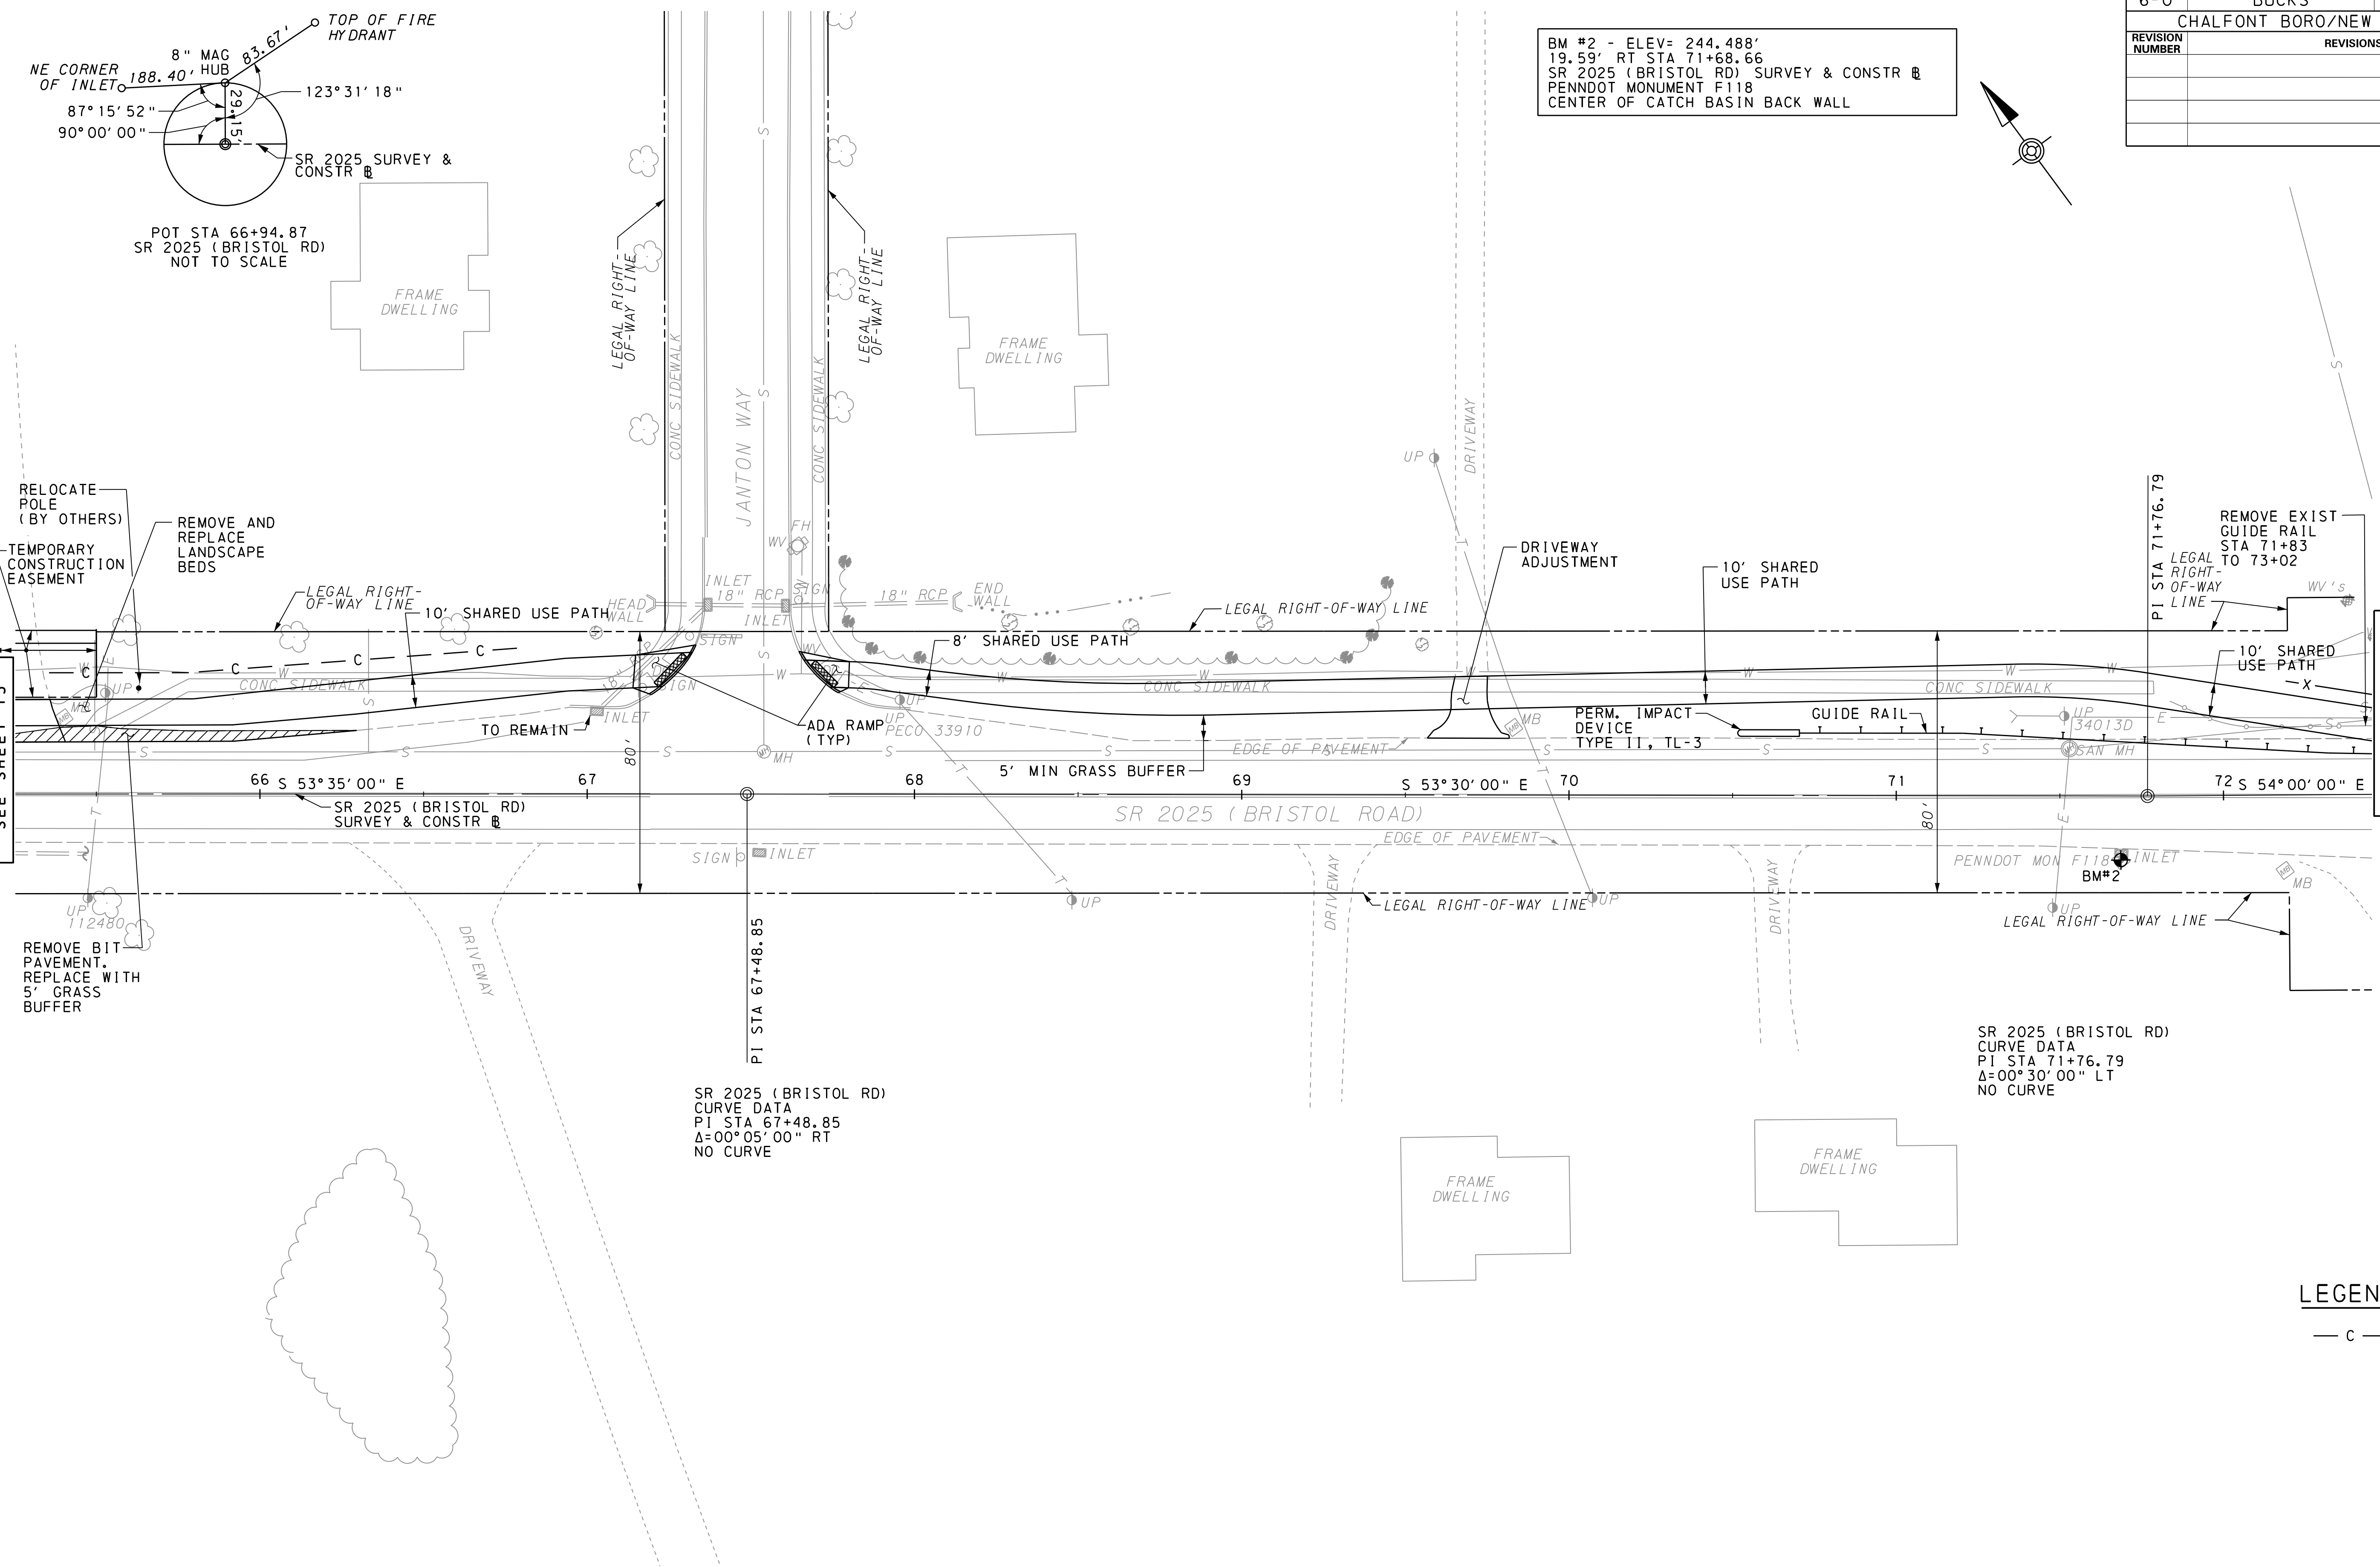 TOP OF FIRE
HYDRANT
83.67'
8" MAG
HUB
NE CORNER
OF INLET
188.40'
123°31'18"
87°15'52"
90°00'00"
29.15'
SR 2025 SURVEY &
CONSTR BL
POT STA 66+94.87
SR 2025 (BRISTOL RD)
NOT TO SCALE
FRAME
DWELLING
LEGAL RIGHT-
OF-WAY LINE
LEGAL RIGHT-
OF-WAY LINE
CONC SIDEWALK
JANTON WAY
CONC SIDEWALK
S
S
S
FRAME
DWELLING
BM #2 - ELEV= 244.488'
19.59' RT STA 71+68.66
SR 2025 (BRISTOL RD) SURVEY & CONSTR BL
PENNDOT MONUMENT F118
CENTER OF CATCH BASIN BACK WALL
6-0 BUCKS
CHALFONT BORO/NEW
REVISION
NUMBER
REVISIONS
S
DRIVEWAY
UP
T
RELOCATE
POLE
(BY OTHERS)
TEMPORARY
CONSTRUCTION
EASEMENT
REMOVE AND
REPLACE
LANDSCAPE
BEDS
LEGAL RIGHT-
OF-WAY LINE
10' SHARED USE PATH
HEAD
WALL
INLET
18" RCP
SIGN
INLET
18" RCP
END
WALL
FH
WV
W
SIGN
WV
8' SHARED USE PATH
LEGAL RIGHT-OF-WAY LINE
DRIVEWAY
ADJUSTMENT
10' SHARED
USE PATH
PI STA 71+76.79
REMOVE EXIST
GUIDE RAIL
STA 71+83
TO 73+02
LEGAL
RIGHT-
OF-WAY
LINE
WV's
10' SHARED
USE PATH
X
C C C C C
W W W W W W W W W
E
UP
MB
CONC SIDEWALK
S
18" RCP
SIGN
INLET
TO REMAIN
ADA RAMP
(TYP)
UP
UP
PECO 33910
CONC SIDEWALK
CONC SIDEWALK
MB
PERM. IMPACT
DEVICE
TYPE II, TL-3
GUIDE RAIL
UP
34013D
E
S
SAN MH
MH
EDGE OF PAVEMENT
5' MIN GRASS BUFFER
S S S S S S S S S
80'
80'
66 67 68 69 70 71 72
S 53°35'00" E
S 53°30'00" E
S 54°00'00" E
SR 2025 (BRISTOL RD)
SURVEY & CONSTR BL
SR 2025 (BRISTOL ROAD)
EDGE OF PAVEMENT
SEE SHEET 15
T
T
T
T
E
SIGN
INLET
PENNDOT MON F118
INLET
BM#2
MB
UP
112480
UP
UP
UP
LEGAL RIGHT-OF-WAY LINE
LEGAL RIGHT-OF-WAY LINE
REMOVE BIT
PAVEMENT.
REPLACE WITH
5' GRASS
BUFFER
DRIVEWAY
DRIVEWAY
DRIVEWAY
PI STA 67+48.85
SR 2025 (BRISTOL RD)
CURVE DATA
PI STA 67+48.85
Δ=00°05'00" RT
NO CURVE
SR 2025 (BRISTOL RD)
CURVE DATA
PI STA 71+76.79
Δ=00°30'00" LT
NO CURVE
FRAME
DWELLING
FRAME
DWELLING
LEGEN
C